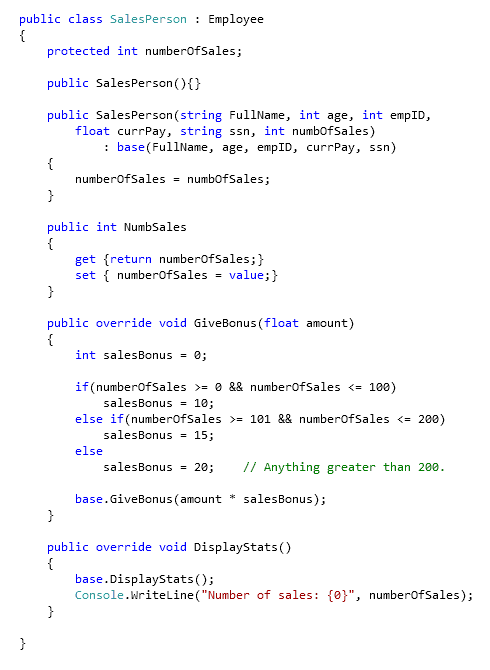 public class SalesPerson : Employee
{
    protected int numberOfSales;

    public SalesPerson(){}

    public SalesPerson(string FullName, int age, int empID,
        float currPay, string ssn, int numbOfSales)
            : base(FullName, age, empID, currPay, ssn)
    {
        numberOfSales = numbOfSales;
    }

    public int NumbSales
    {
        get {return numberOfSales;}
        set { numberOfSales = value;}
    }

    public override void GiveBonus(float amount)
    {
        int salesBonus = 0;

        if(numberOfSales >= 0 && numberOfSales <= 100)
            salesBonus = 10;
        else if(numberOfSales >= 101 && numberOfSales <= 200)
            salesBonus = 15;
        else
            salesBonus = 20;    // Anything greater than 200.

        base.GiveBonus(amount * salesBonus);
    }

    public override void DisplayStats()
    {
        base.DisplayStats();
        Console.WriteLine("Number of sales: {0}", numberOfSales);
    }

}